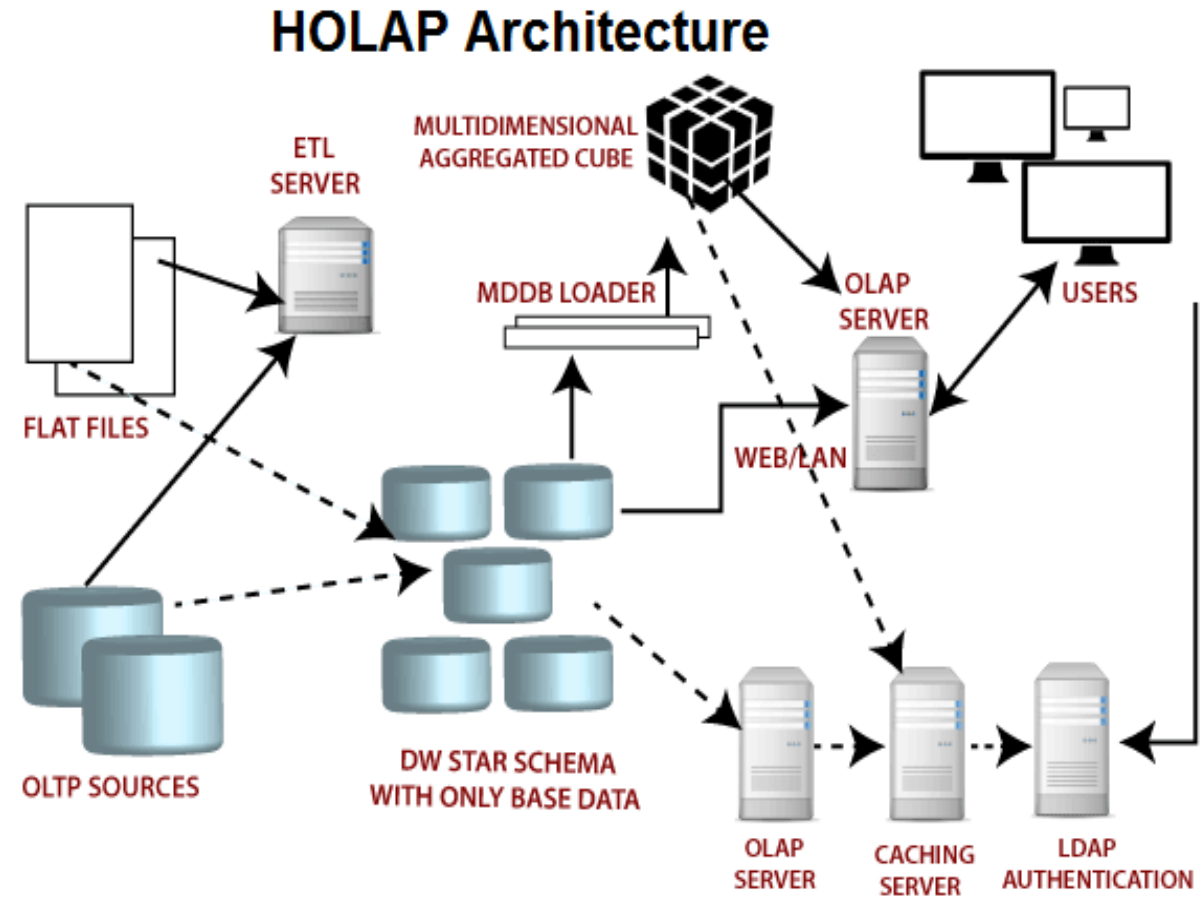 HOLAP Architecture
MULTIDIMENSIONAL
AGGREGATED CUBE
ETL
SERVER
MDDB LOADER
OLAP
SERVER
USERS
FLAT FILES
WEB/LAN
OLTP SOURCES
DW STAR SCHEMA
WITH ONLY BASE DATA
OLAP
SERVER
CACHING
SERVER
LDAP
AUTHENTICATION